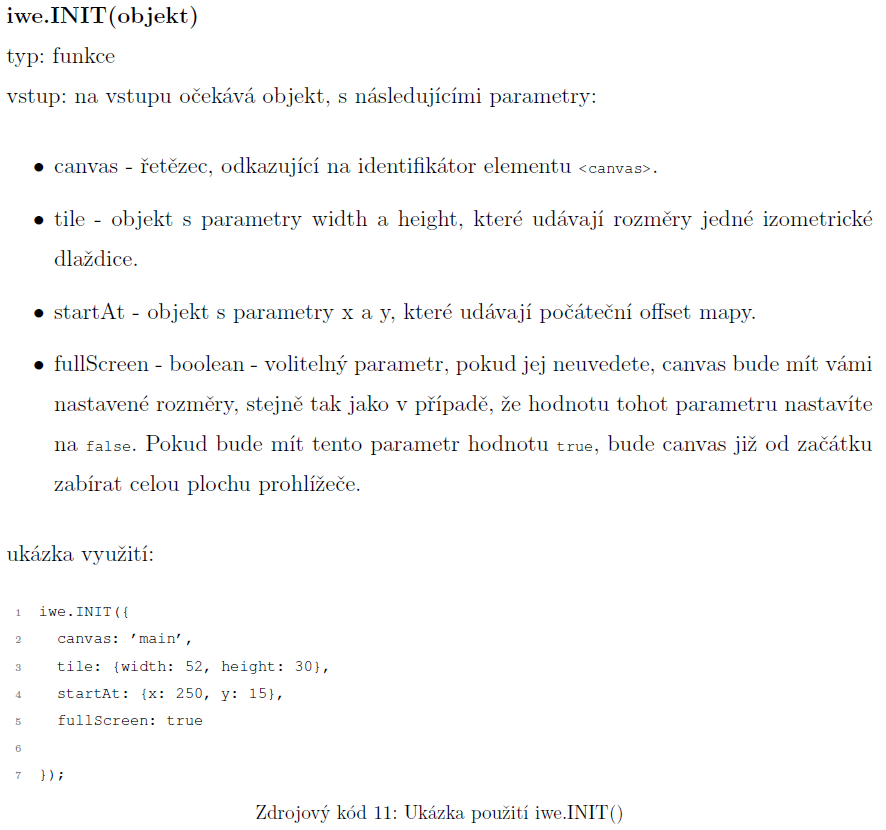 iwe.INIT(objekt)
typ: funkce
vstup: na vstupu očekává objekt, s následujícími parametry:
• canvas - řetězec, odkazující na identifikátor elementu <canvas>.
• tile - objekt s parametry width a height, které udávají rozměry jedné izometrické
dlaždice.
• startAt - objekt s parametry x a y, které udávají počáteční offset mapy.
• fullScreen - boolean - volitelný parametr, pokud jej neuvedete, canvas bude mít vámi
nastavené rozměry, stejně tak jako v případě, že hodnotu tohot parametru nastavíte
na false. Pokud bude mít tento parametr hodnotu true, bude canvas již od začátku
zabírat celou plochu prohlížeče.
ukázka využití:
1 iwe.INIT({
2 canvas: ’main’,
3 tile: {width: 52, height: 30},
4 startAt: {x: 250, y: 15},
5 fullScreen: true
6
7 });
Zdrojový kód 11: Ukázka použití iwe.INIT()